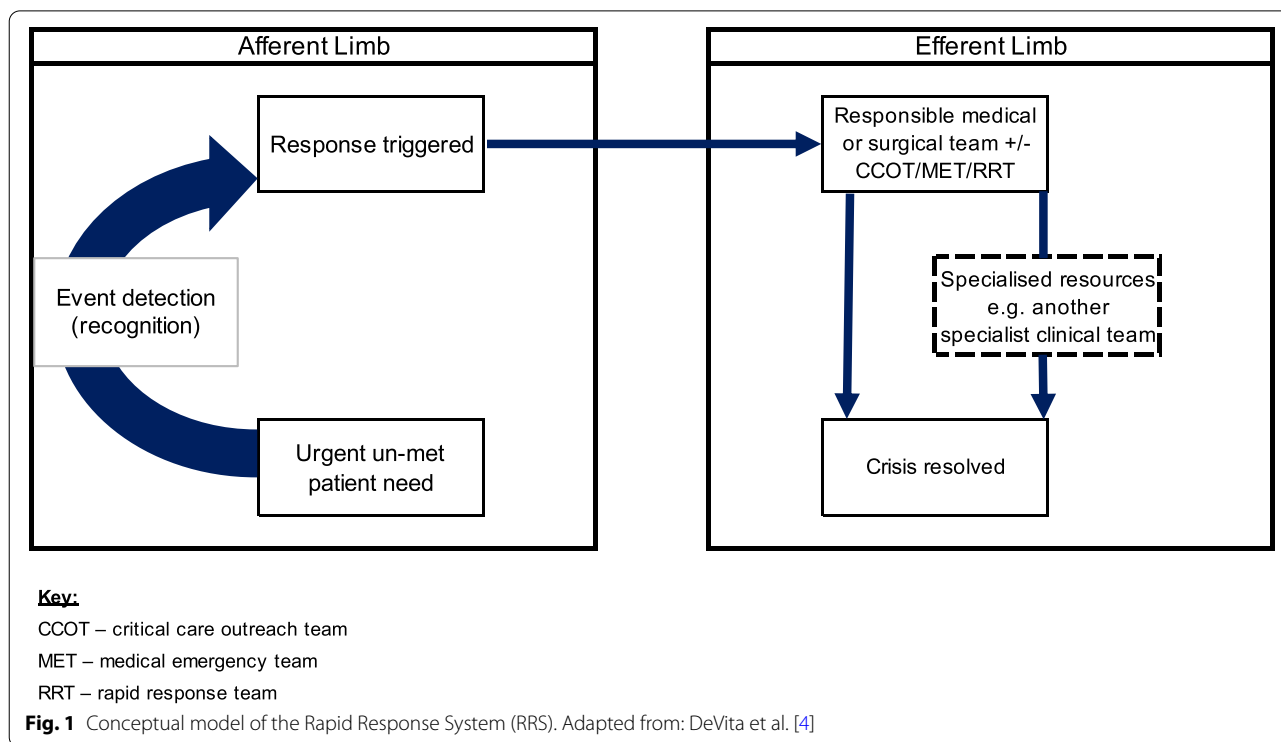 Afferent Limb
Response triggered
Event detection
(recognition)
Urgent un-met
patient need
Efferent Limb
Responsible medical
or surgical team +/-
CCOT/MET/RRT
Specialised resources
e.g. another
specialist clinical team
Crisis resolved
Key:
CCOT – critical care outreach team
MET – medical emergency team
RRT – rapid response team
Fig. 1 Conceptual model of the Rapid Response System (RRS). Adapted from: DeVita et al. [4]